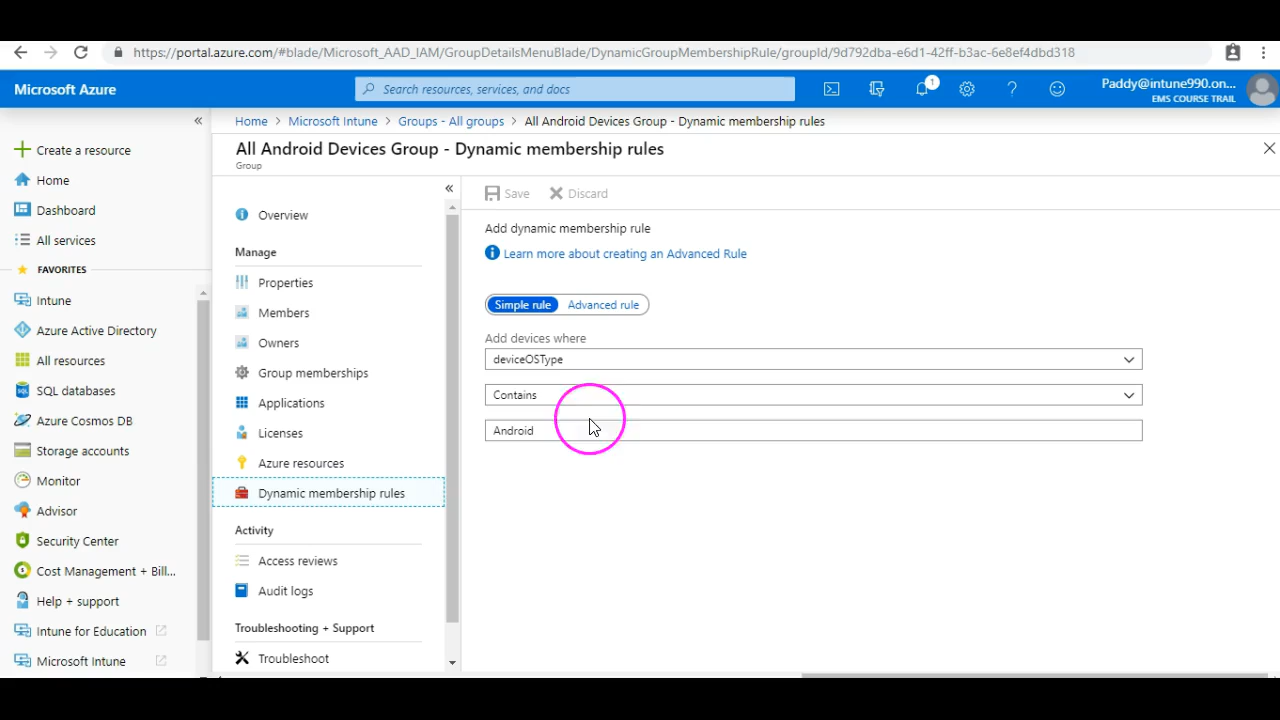 https://portal.azure.com/#blade/Microsoft_AAD_IAM/GroupDetailsMenuBlade/DynamicGroupMembershipRule/groupId/9d792dba-e6d1-42ff-b3ac-6e8ef4dbd318
Microsoft Azure
Search resources, services, and docs
1
Paddy@intune990.on...
EMS COURSE TRAIL
Create a resource
Home
Dashboard
All services
FAVORITES
Intune
Azure Active Directory
All resources
SQL databases
Azure Cosmos DB
Storage accounts
Monitor
Advisor
Security Center
Cost Management + Bill...
Help + support
Intune for Education
Microsoft Intune
Home > Microsoft Intune > Groups - All groups > All Android Devices Group - Dynamic membership rules
All Android Devices Group - Dynamic membership rules
Group
Overview
Manage
Properties
Members
Owners
Group memberships
Applications
Licenses
Azure resources
Dynamic membership rules
Activity
Access reviews
Audit logs
Troubleshooting + Support
Troubleshoot
Save Discard
Add dynamic membership rule
Learn more about creating an Advanced Rule
Simple rule Advanced rule
Add devices where
deviceOSType
Contains
Android